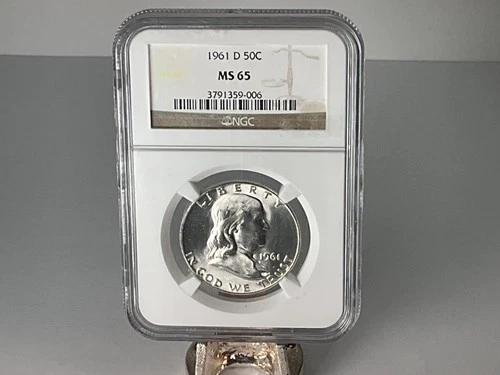 1961 D 50C
MS 65
3791359-006
NGC
LIBERTY
1961
IN GOD WE TRUST